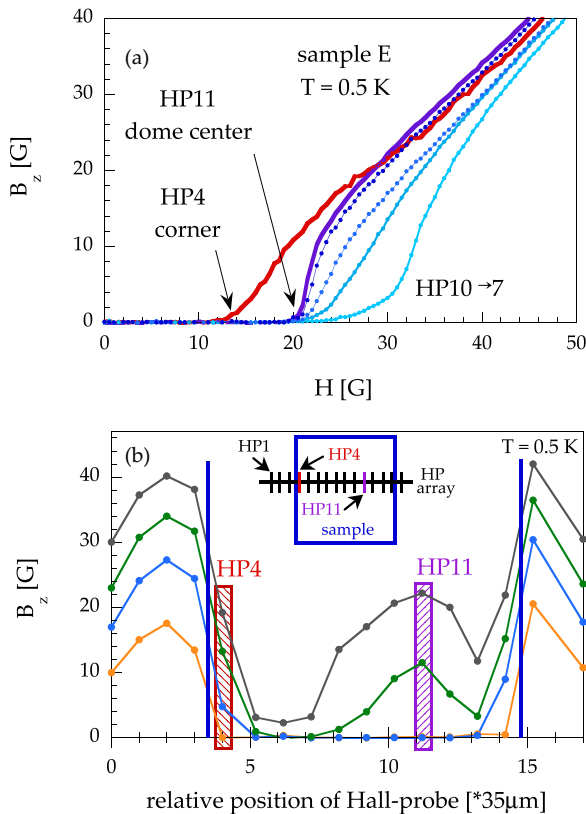 (a)
sample E
T = 0.5 K
HP11
dome center
HP4
corner
HP10→7
B_z [G]
40
30
20
10
0
0 10 20 30 40 50
H [G]
(b)
T = 0.5 K
HP1
HP4
HP
array
HP11
sample
HP4
HP11
B_z [G]
40
30
20
10
0
0 5 10 15
relative position of Hall-probe [*35µm]